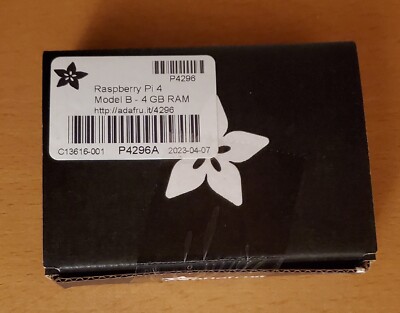 P4296
Raspberry Pi 4
Model B - 4 GB RAM
http://adafru.it/4296
C13616-001 P4296A 2023-04-07